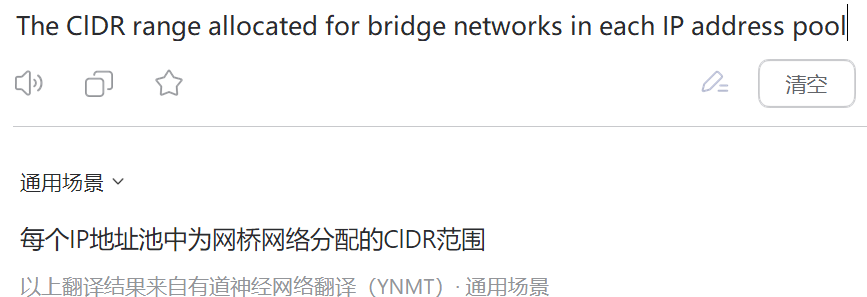 The CIDR range allocated for bridge networks in each IP address pool
清空
通用场景
每个IP地址池中为网桥网络分配的CIDR范围
以上翻译结果来自有道神经网络翻译（YNMT）· 通用场景